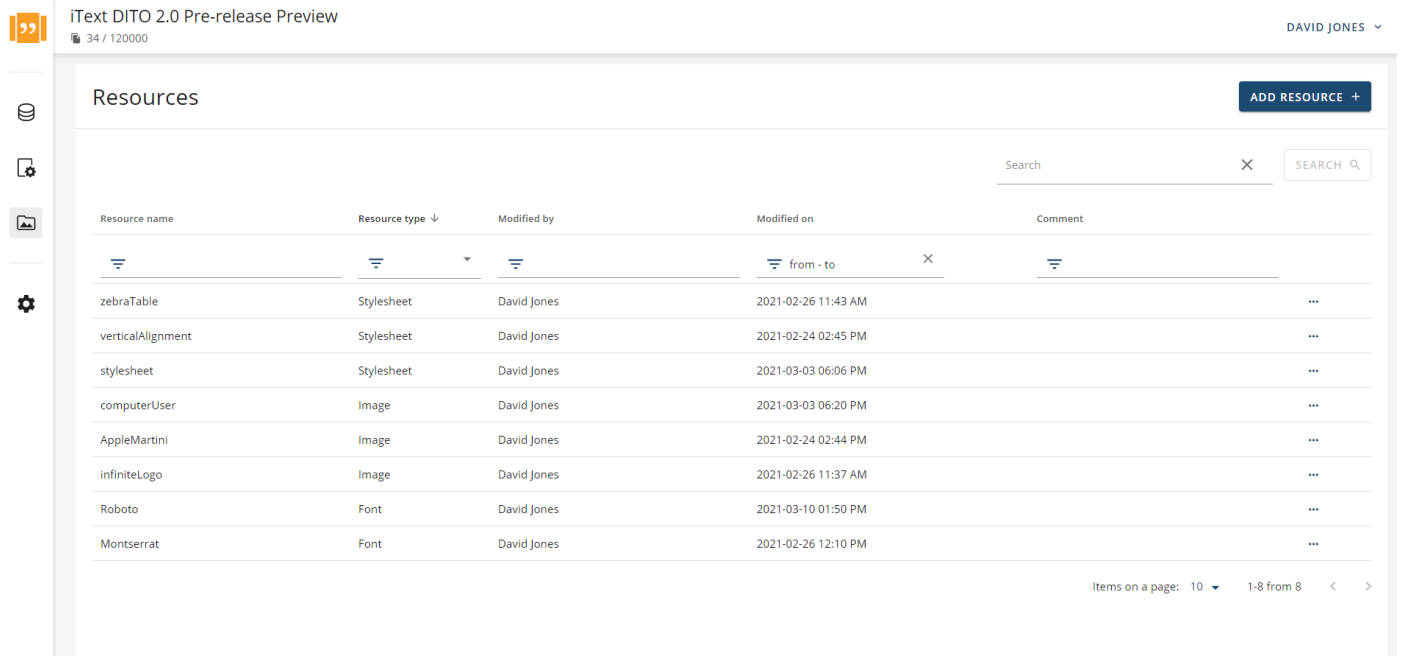 iText DITO 2.0 Pre-release Preview
34 / 120000
DAVID JONES
Resources
ADD RESOURCE +
Search
SEARCH
Resource name Resource type Modified by Modified on Comment
from - to
zebraTable Stylesheet David Jones 2021-02-26 11:43 AM ...
verticalAlignment Stylesheet David Jones 2021-02-24 02:45 PM ...
stylesheet Stylesheet David Jones 2021-03-03 06:06 PM ...
computerUser Image David Jones 2021-03-03 06:20 PM ...
AppleMartini Image David Jones 2021-02-24 02:44 PM ...
infiniteLogo Image David Jones 2021-02-26 11:37 AM ...
Roboto Font David Jones 2021-03-10 01:50 PM ...
Montserrat Font David Jones 2021-02-26 12:10 PM ...
Items on a page: 10 1-8 from 8